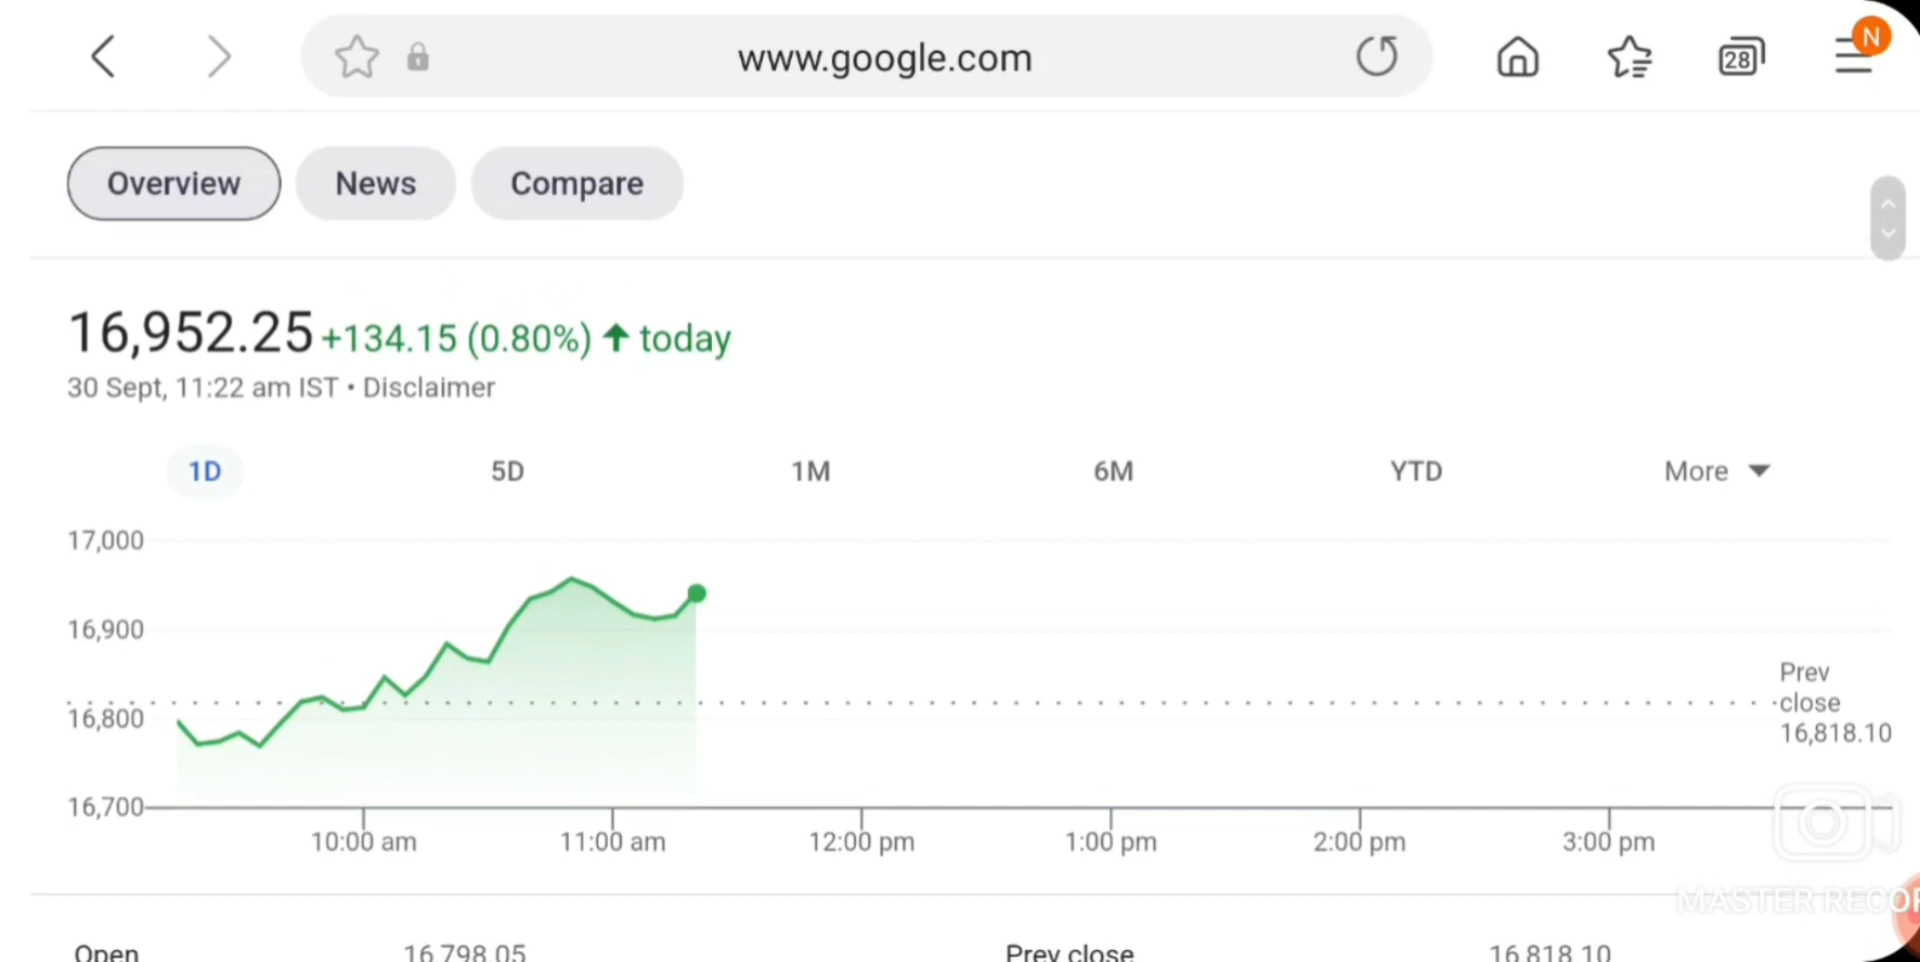 www.google.com
28
N
Overview
News
Compare
16,952.25 +134.15 (0.80%) ↑ today
30 Sept, 11:22 am IST • Disclaimer
1D
5D
1M
6M
YTD
More
17,000
16,900
16,800
16,700
Prev
close
16,818.10
10:00 am
11:00 am
12:00 pm
1:00 pm
2:00 pm
3:00 pm
MASTER RECOR
Open 16,798.05
Prev close 16,818.10